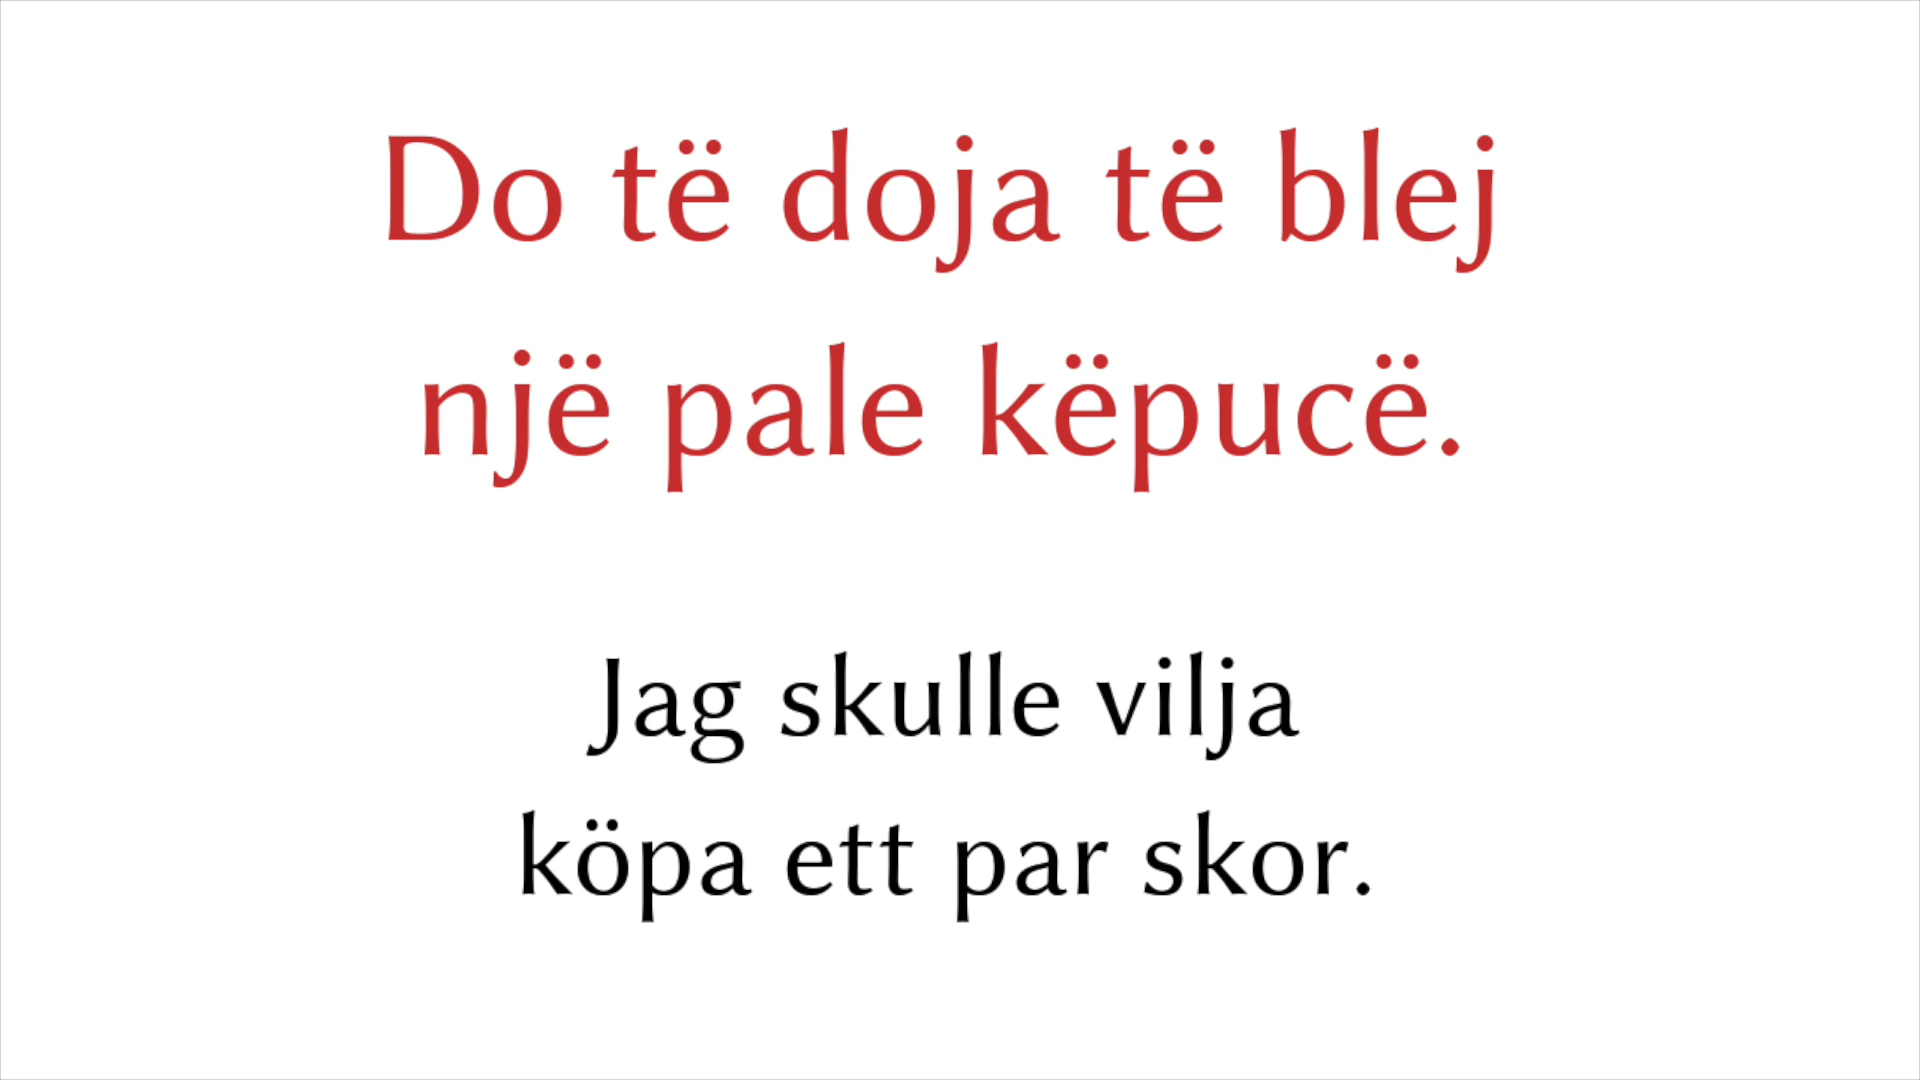 Do të doja të blej
një pale këpucë.
Jag skulle vilja
köpa ett par skor.